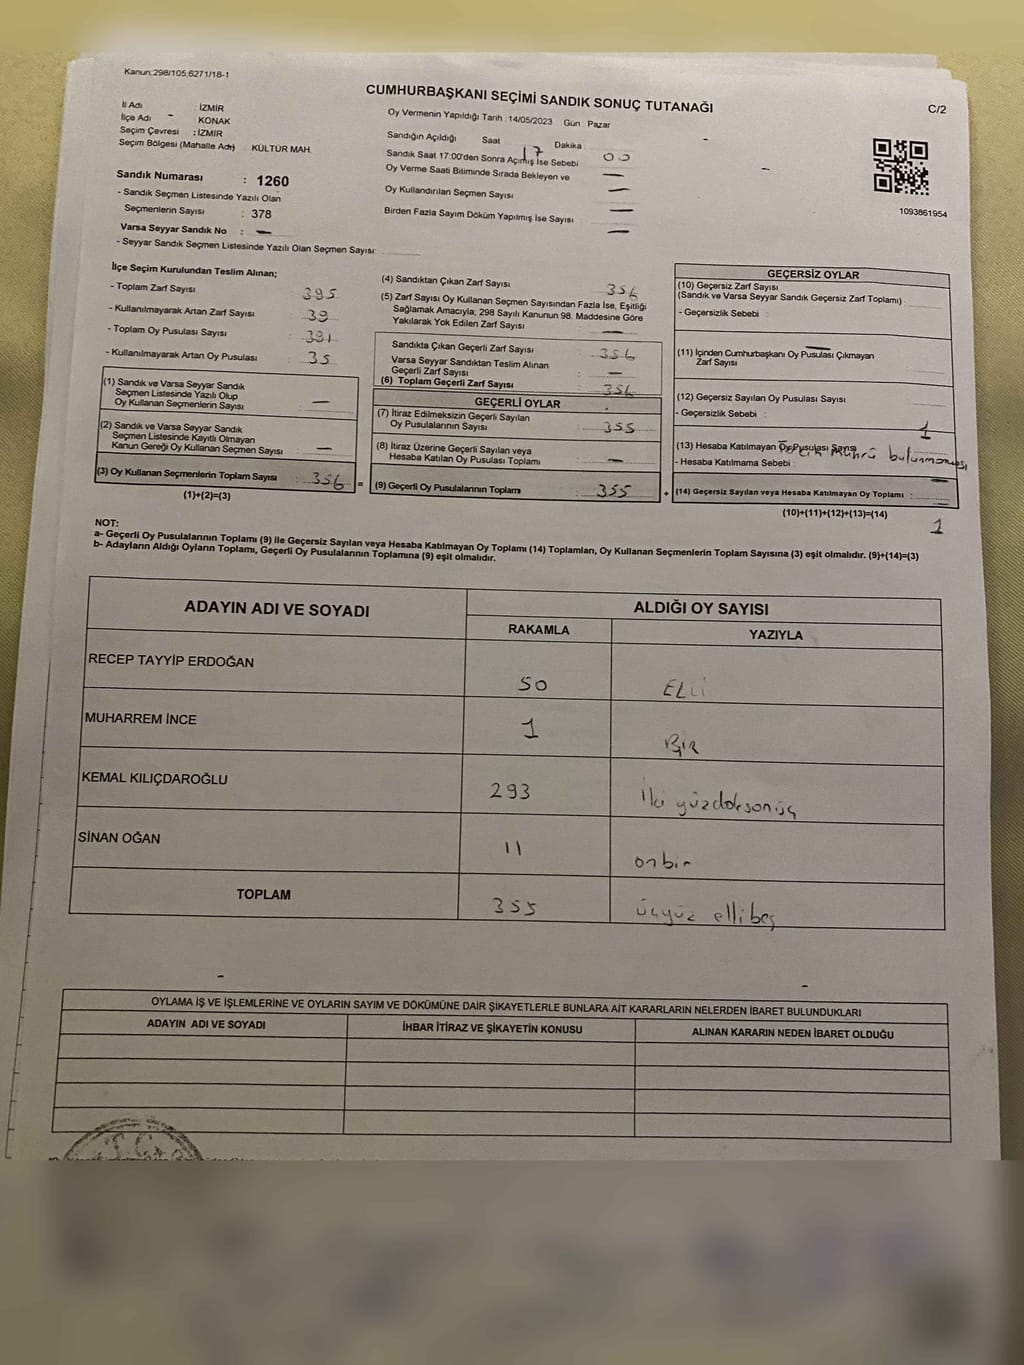 Kanun:298/105,6271/18-1
CUMHURBAŞKANI SEÇİMİ SANDIK SONUÇ TUTANAĞI
C/2
İl Adı : İZMİR
İlçe Adı : KONAK
Seçim Çevresi : İZMİR
Seçim Bölgesi (Mahalle Adı) KÜLTÜR MAH.
Sandık Numarası : 1260
- Sandık Seçmen Listesinde Yazılı Olan
Seçmenlerin Sayısı : 378
Varsa Seyyar Sandık No : —
- Seyyar Sandık Seçmen Listesinde Yazılı Olan Seçmen Sayısı:
Oy Vermenin Yapıldığı Tarih : 14/05/2023 Gün : Pazar
Sandığın Açıldığı Saat 17 Dakika 00
Sandık Saat 17:00'den Sonra Açılmış İse Sebebi —
Oy Verme Saati Bitiminde Sırada Bekleyen ve —
Oy Kullandırılan Seçmen Sayısı —
Birden Fazla Sayım Döküm Yapılmış İse Sayısı —
1093861954
İlçe Seçim Kurulundan Teslim Alınan;
- Toplam Zarf Sayısı : 395
- Kullanılmayarak Artan Zarf Sayısı : 39
- Toplam Oy Pusulası Sayısı : 391
- Kullanılmayarak Artan Oy Pusulası : 35
(1) Sandık ve Varsa Seyyar Sandık
Seçmen Listesinde Yazılı Olup
Oy Kullanan Seçmenlerin Sayısı : —
(2) Sandık ve Varsa Seyyar Sandık
Seçmen Listesinde Kayıtlı Olmayan
Kanun Gereği Oy Kullanan Seçmen Sayısı : —
(3) Oy Kullanan Seçmenlerin Toplam Sayısı : 356 =
(1)+(2)=(3)
(4) Sandıktan Çıkan Zarf Sayısı : 356
(5) Zarf Sayısı Oy Kullanan Seçmen Sayısından Fazla İse, Eşitliği
Sağlamak Amacıyla, 298 Sayılı Kanunun 98. Maddesine Göre
Yakılarak Yok Edilen Zarf Sayısı : —
Sandıkta Çıkan Geçerli Zarf Sayısı : 356
Varsa Seyyar Sandıktan Teslim Alınan
Geçerli Zarf Sayısı : —
(6) Toplam Geçerli Zarf Sayısı : 356
GEÇERLİ OYLAR
(7) İtiraz Edilmeksizin Geçerli Sayılan
Oy Pusulalarının Sayısı : 355
(8) İtiraz Üzerine Geçerli Sayılan veya
Hesaba Katılan Oy Pusulası Toplamı : —
(9) Geçerli Oy Pusulalarının Toplamı : 355 +
GEÇERSİZ OYLAR
(10) Geçersiz Zarf Sayısı
(Sandık ve Varsa Seyyar Sandık Geçersiz Zarf Toplamı) :
- Geçersizlik Sebebi :
(11) İçinden Cumhurbaşkanı Oy Pusulası Çıkmayan
Zarf Sayısı :
(12) Geçersiz Sayılan Oy Pusulası Sayısı :
- Geçersizlik Sebebi : 1
(13) Hesaba Katılmayan Oy Pusulası Sayısı mührü bulunmaması
- Hesaba Katılmama Sebebi :
(14) Geçersiz Sayılan veya Hesaba Katılmayan Oy Toplamı :
(10)+(11)+(12)+(13)=(14) 1
NOT:
a- Geçerli Oy Pusulalarının Toplamı (9) ile Geçersiz Sayılan veya Hesaba Katılmayan Oy Toplamı (14) Toplamları, Oy Kullanan Seçmenlerin Toplam Sayısına (3) eşit olmalıdır. (9)+(14)=(3)
b- Adayların Aldığı Oyların Toplamı, Geçerli Oy Pusulalarının Toplamına (9) eşit olmalıdır.
ADAYIN ADI VE SOYADI ALDIĞI OY SAYISI
RAKAMLA YAZIYLA
RECEP TAYYİP ERDOĞAN 50 ELLİ
MUHARREM İNCE 1 BİR
KEMAL KILIÇDAROĞLU 293 İki yüzdoksanüç
SİNAN OĞAN 11 onbir
TOPLAM 355 üçyüz ellibeş
OYLAMA İŞ VE İŞLEMLERİNE VE OYLARIN SAYIM VE DÖKÜMÜNE DAİR ŞİKAYETLERLE BUNLARA AİT KARARLARIN NELERDEN İBARET BULUNDUKLARI
ADAYIN ADI VE SOYADI İHBAR İTİRAZ VE ŞİKAYETİN KONUSU ALINAN KARARIN NEDEN İBARET OLDUĞU